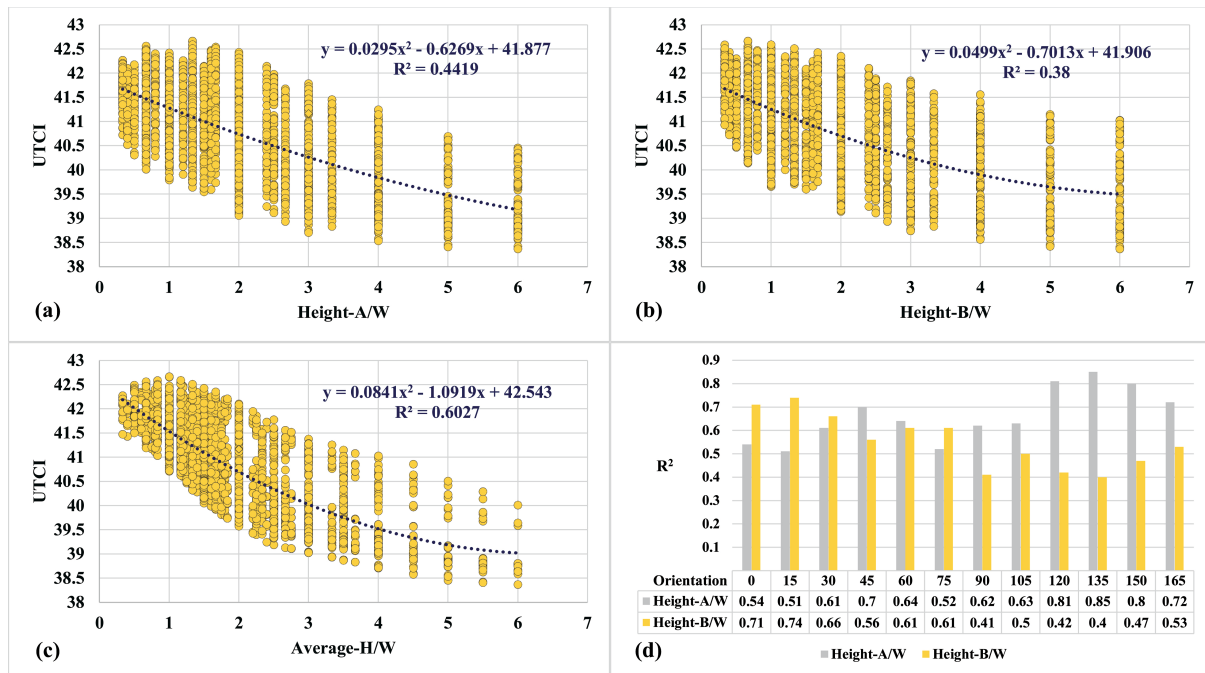 43
42.5
42
41.5
41
40.5
40
39.5
39
38.5
38
UTCI
y = 0.0295x² - 0.6269x + 41.877
R² = 0.4419
0 1 2 3 4 5 6 7
(a) Height-A/W
43
42.5
42
41.5
41
40.5
40
39.5
39
38.5
38
UTCI
y = 0.0499x² - 0.7013x + 41.906
R² = 0.38
0 1 2 3 4 5 6 7
(b) Height-B/W
43
42.5
42
41.5
41
40.5
40
39.5
39
38.5
38
UTCI
y = 0.0841x² - 1.0919x + 42.543
R² = 0.6027
0 1 2 3 4 5 6 7
(c) Average-H/W
0.9
0.8
0.7
0.6
0.5
0.4
0.3
0.2
0.1
R²
Orientation 0 15 30 45 60 75 90 105 120 135 150 165
Height-A/W 0.54 0.51 0.61 0.7 0.64 0.52 0.62 0.63 0.81 0.85 0.8 0.72
Height-B/W 0.71 0.74 0.66 0.56 0.61 0.61 0.41 0.5 0.42 0.4 0.47 0.53
Height-A/W Height-B/W
(d)